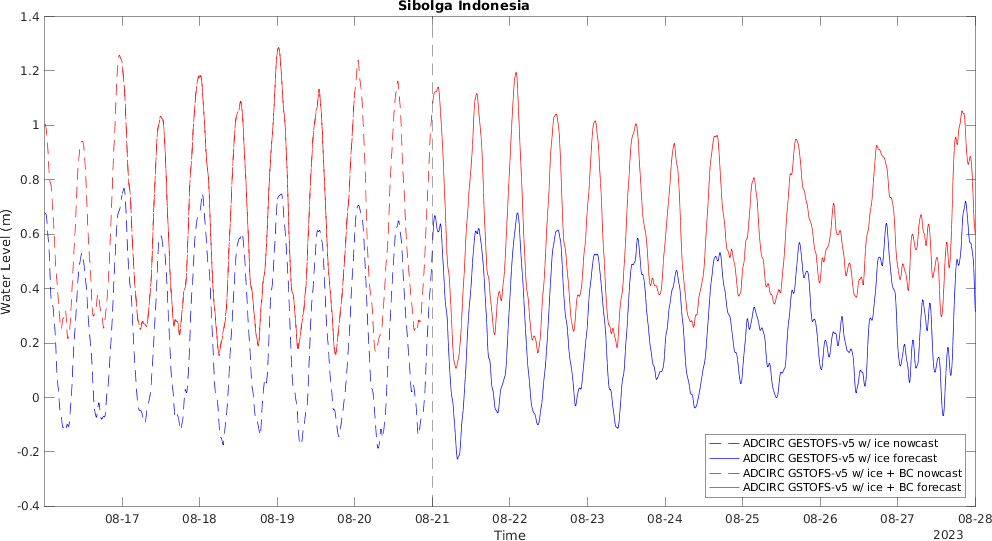 Sibolga Indonesia
1.4
1.2
1
0.8
0.6
0.4
0.2
0
-0.2
-0.4
Water Level (m)
ADCIRC GESTOFS-v5 w/ ice nowcast
ADCIRC GESTOFS-v5 w/ ice forecast
ADCIRC GSTOFS-v5 w/ ice + BC nowcast
ADCIRC GSTOFS-v5 w/ ice + BC forecast
08-17 08-18 08-19 08-20 08-21 08-22 08-23 08-24 08-25 08-26 08-27 08-28
Time
2023